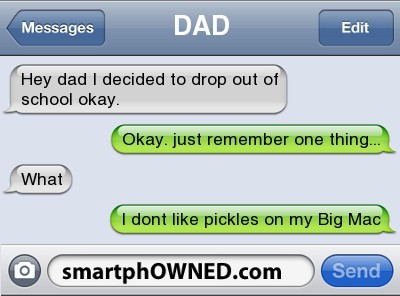 Messages DAD Edit
Hey dad I decided to drop out of
school okay.
Okay. just remember one thing...
What
I dont like pickles on my Big Mac
smartphOWNED.com Send